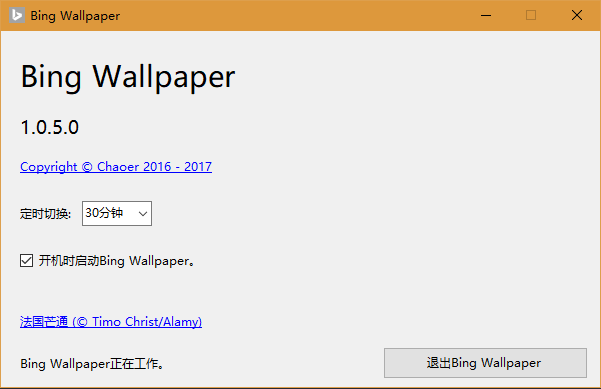 Bing Wallpaper
Bing Wallpaper
1.0.5.0
Copyright © Chaoer 2016 - 2017
定时切换: 30分钟
开机时启动Bing Wallpaper。
法国芒通 (© Timo Christ/Alamy)
Bing Wallpaper正在工作。 退出Bing Wallpaper